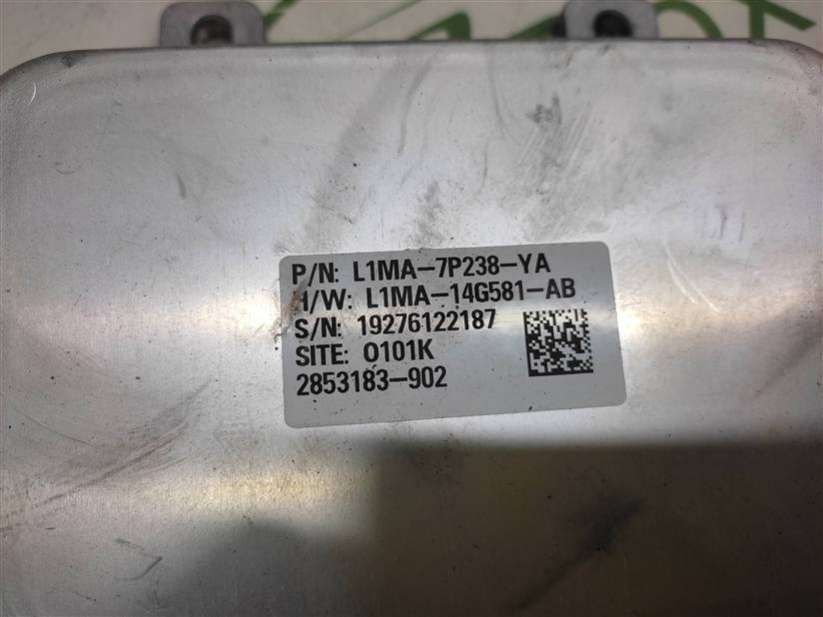 P/N: L1MA-7P238-YA
H/W: L1MA-14G581-AB
S/N: 19276122187
SITE: 0101K
2853183-902